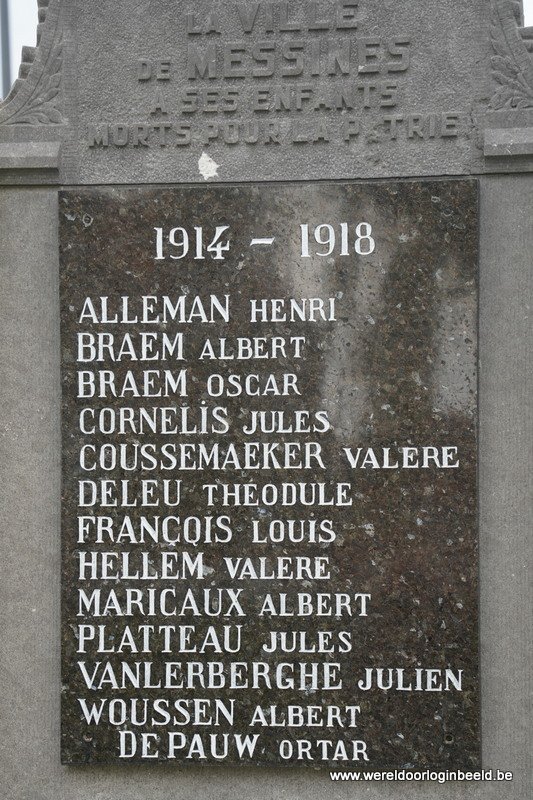 LA VILLE
DE MESSINES
A SES ENFANTS
MORTS POUR LA PATRIE
1914 - 1918
ALLEMAN HENRI
BRAEM ALBERT
BRAEM OSCAR
CORNELIS JULES
COUSSEMAEKER VALERE
DELEU THEODULE
FRANÇOIS LOUIS
HELLEM VALERE
MARICAUX ALBERT
PLATTEAU JULES
VANLERBERGHE JULIEN
WOUSSEN ALBERT
DEPAUW ORTAR
www.wereldoorloginbeeld.be